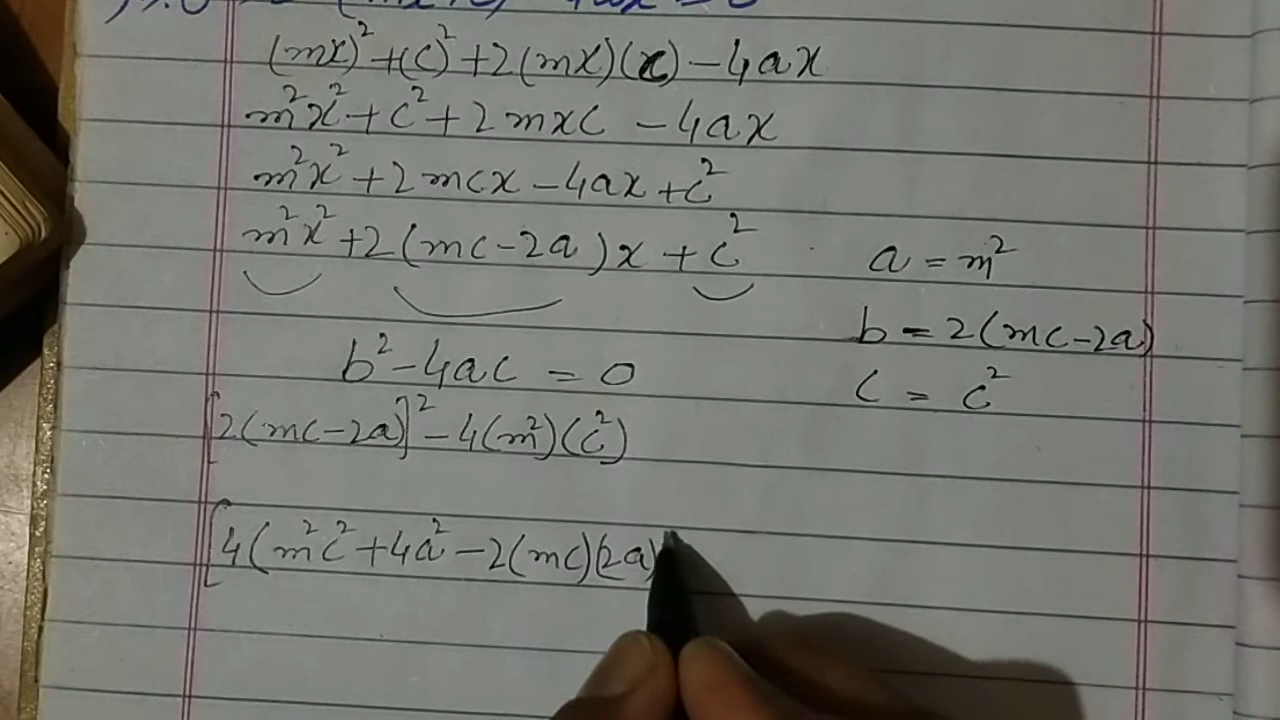 (mx)² + (c)² + 2(mx)(c) - 4ax
m²x² + c² + 2mxc - 4ax
m²x² + 2mcx - 4ax + c²
m²x² + 2(mc - 2a)x + c²
a = m²
b = 2(mc - 2a)
c = c²
b² - 4ac = 0
[2(mc - 2a)]² - 4(m²)(c²)
[4(m²c² + 4a² - 2(mc)(2a)